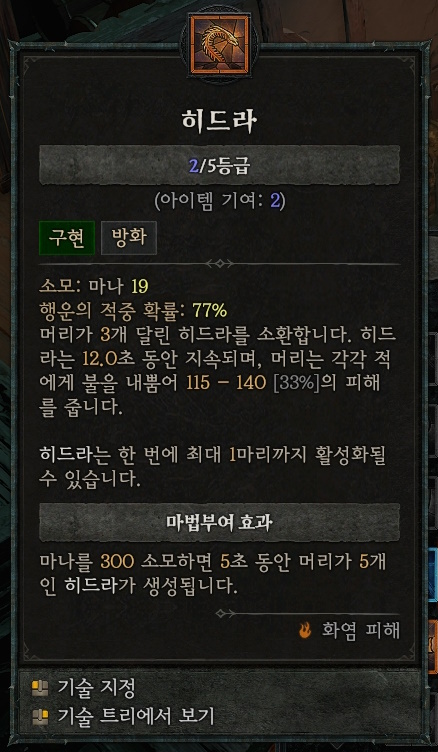 히드라
2/5등급
(아이템 기여: 2)
구현 방화
소모: 마나 19
행운의 적중 확률: 77%
머리가 3개 달린 히드라를 소환합니다. 히드
라는 12.0초 동안 지속되며, 머리는 각각 적
에게 불을 내뿜어 115 - 140 [33%]의 피해
를 줍니다.
히드라는 한 번에 최대 1마리까지 활성화될
수 있습니다.
마법부여 효과
마나를 300 소모하면 5초 동안 머리가 5개
인 히드라가 생성됩니다.
화염 피해
기술 지정
기술 트리에서 보기